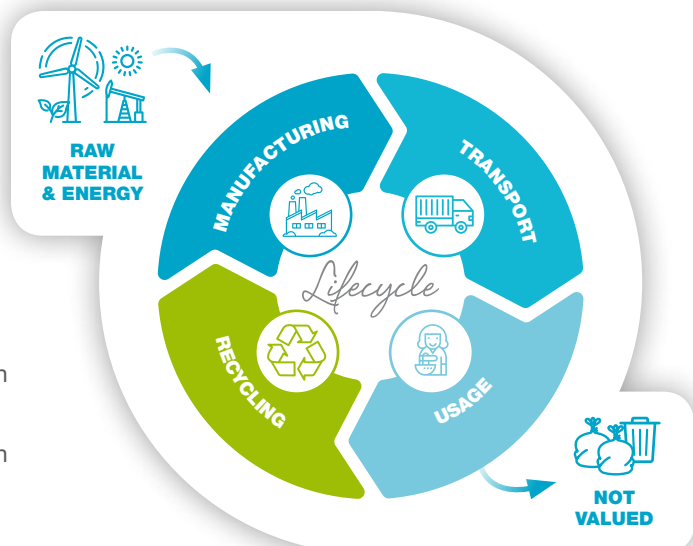 RAW
MATERIAL
& ENERGY
MANUFACTURING
TRANSPORT
Lifecycle
RECYCLING
USAGE
n
n
NOT
VALUED